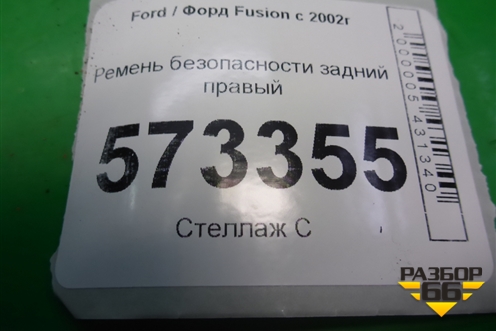 Ford / Форд Fusion с 2002г
Ремень безопасности задний
правый
573355
Стеллаж С
2000005431340
РАЗБОР
66